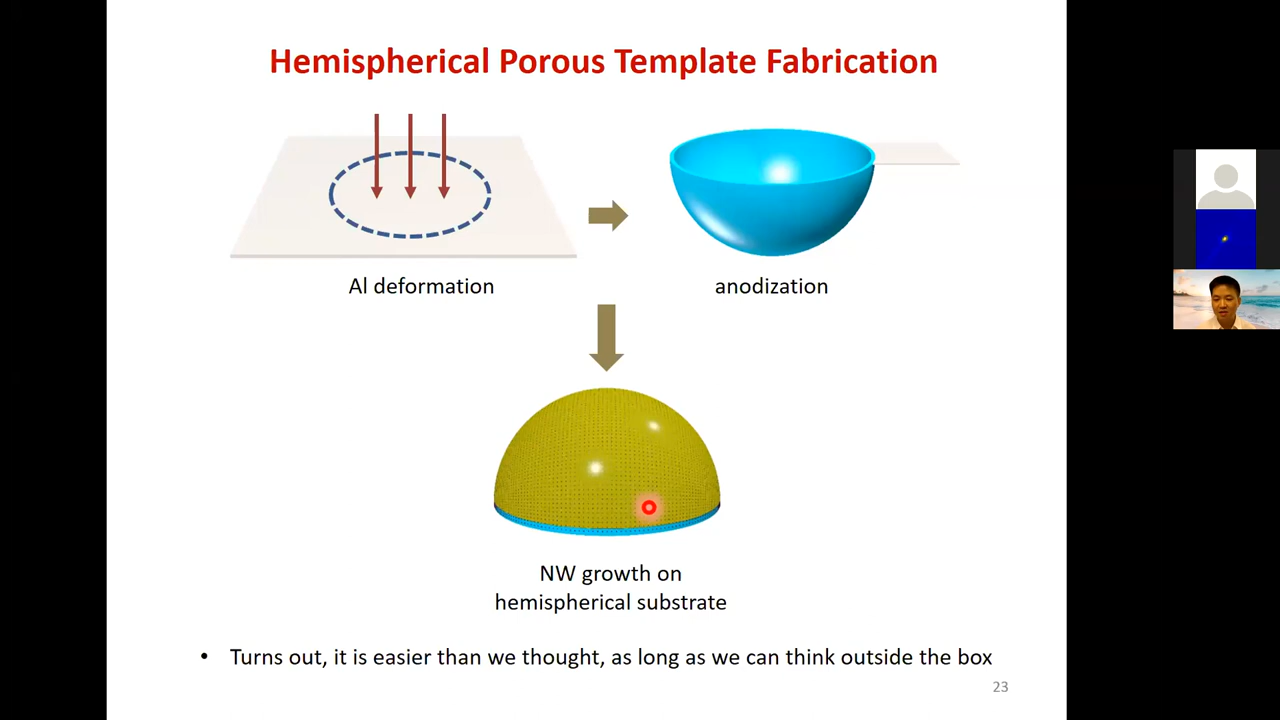 Hemispherical Porous Template Fabrication
Al deformation
anodization
NW growth on
hemispherical substrate
• Turns out, it is easier than we thought, as long as we can think outside the box
23